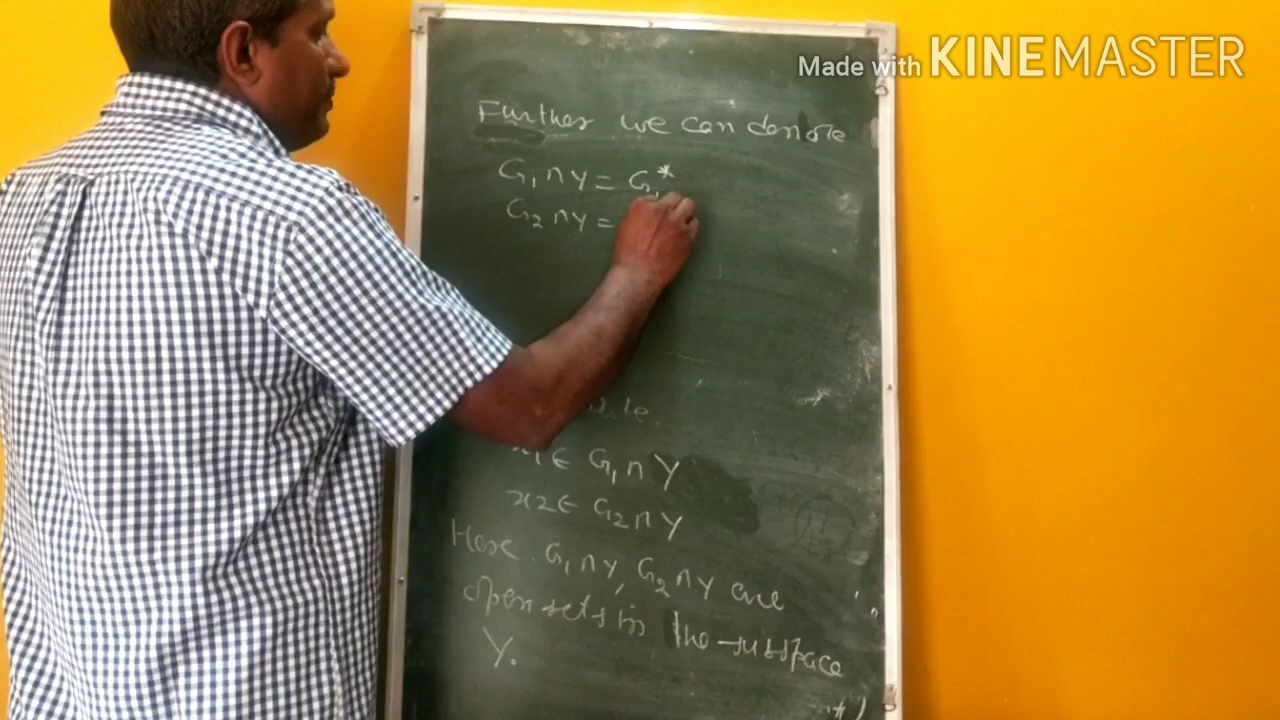 Made with KINEMASTER
Further we can denote
G₁ ∩ Y = G₁*
G₂ ∩ Y =
x1 ∈ G₁ ∩ Y
x2 ∈ G₂ ∩ Y
Here G₁ ∩ Y, G₂ ∩ Y are
open sets in the subspace
Y.